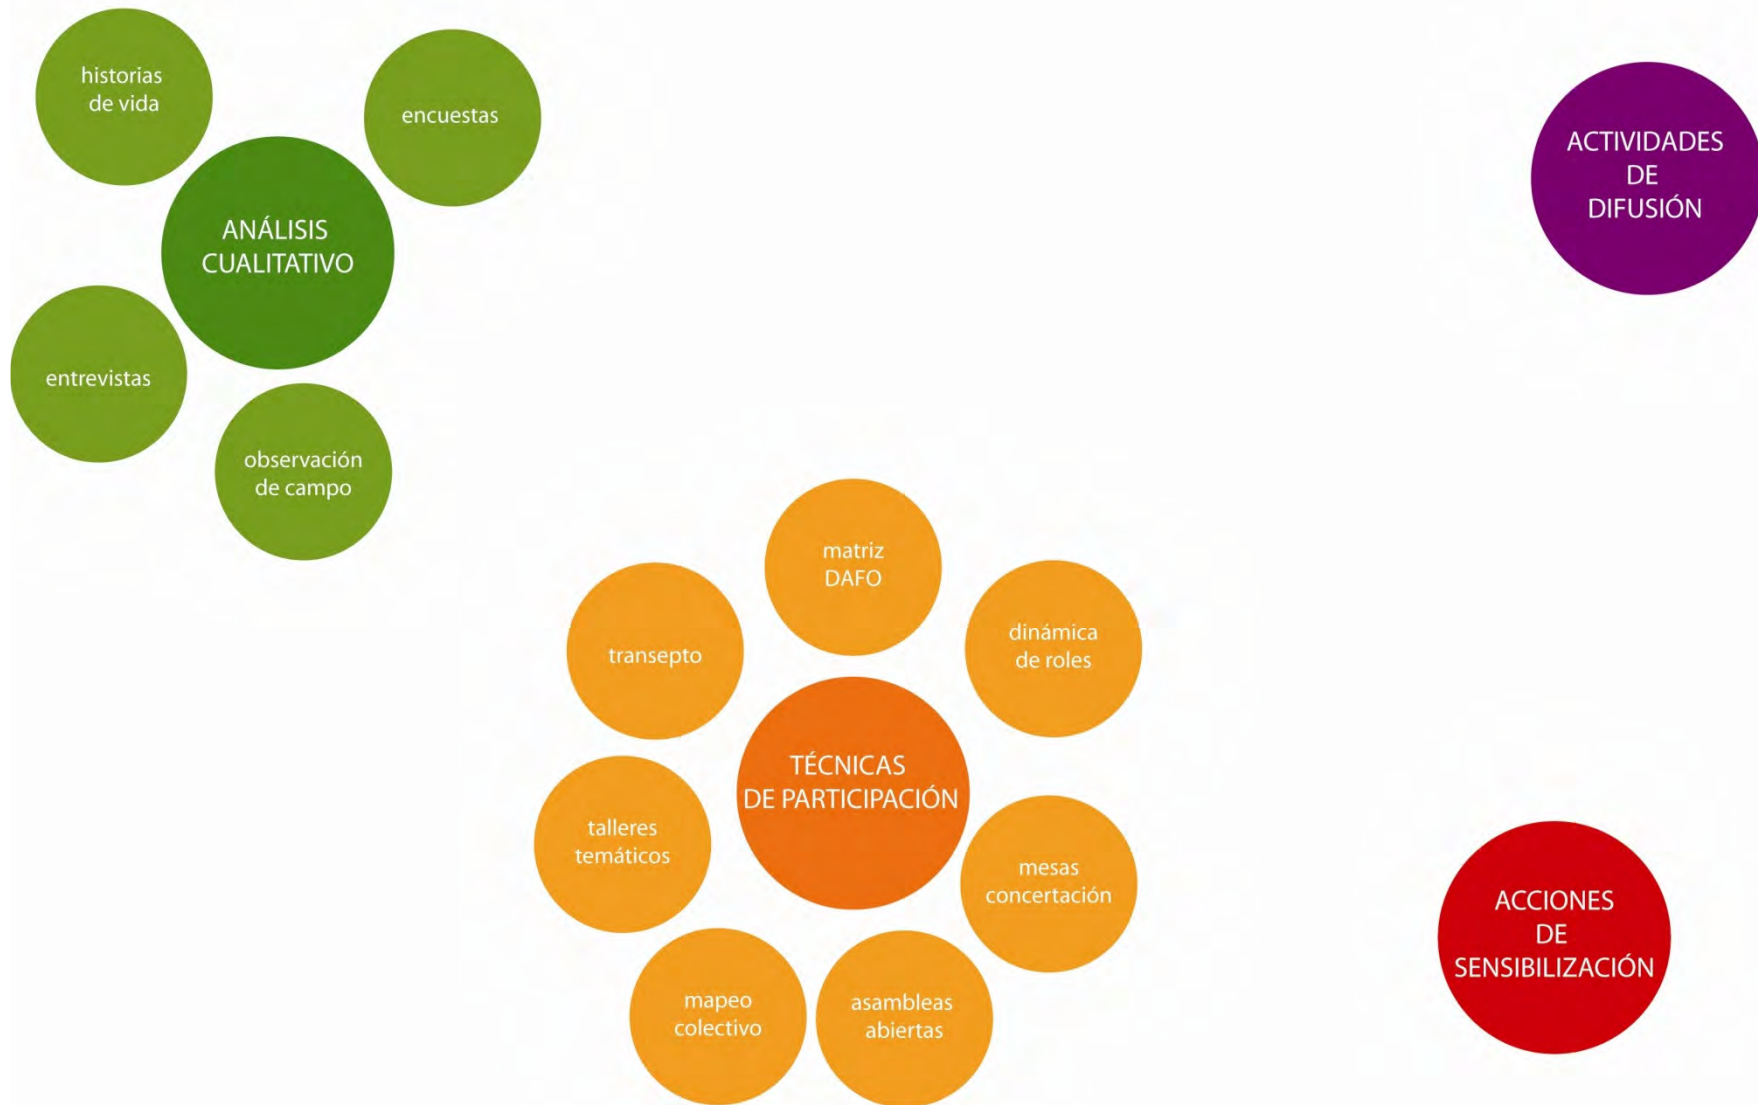 historias
de vida
encuestas
ANÁLISIS
CUALITATIVO
entrevistas
observación
de campo
ACTIVIDADES
DE
DIFUSIÓN
matriz
DAFO
transepto
dinámica
de roles
TÉCNICAS
DE PARTICIPACIÓN
talleres
temáticos
mesas
concertación
mapeo
colectivo
asambleas
abiertas
ACCIONES
DE
SENSIBILIZACIÓN